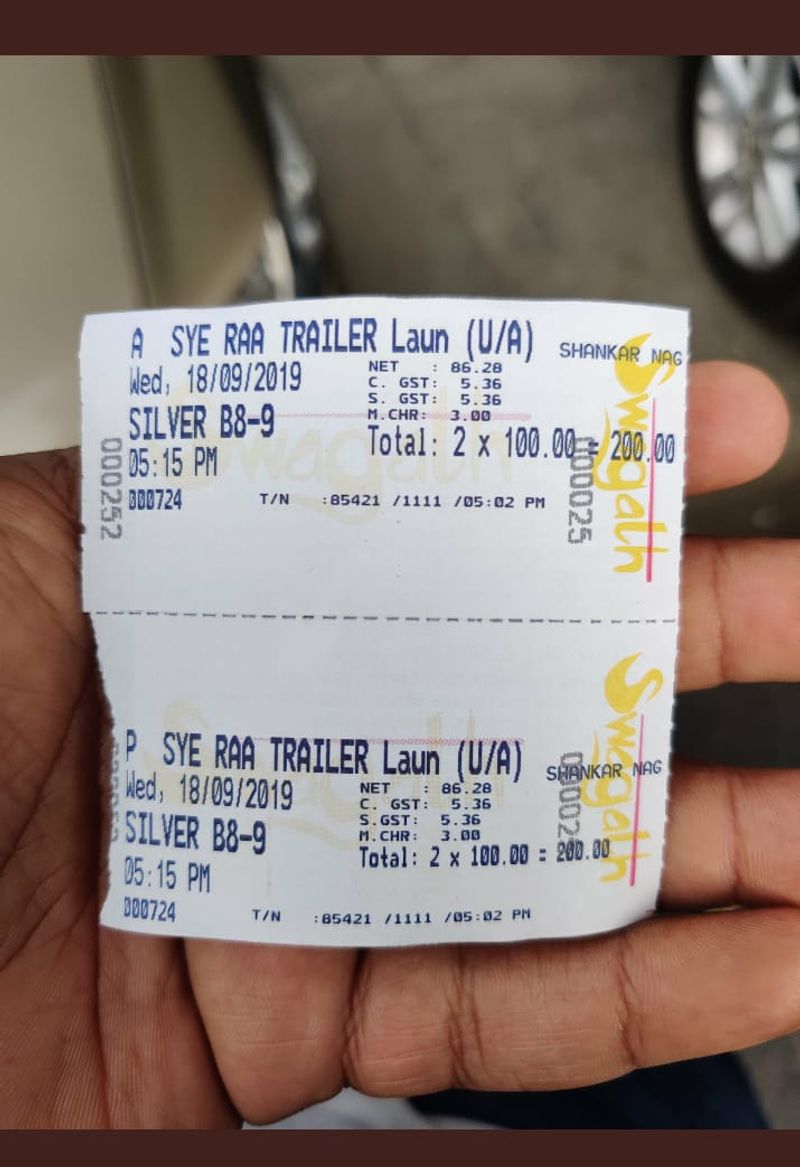 A SYE RAA TRAILER Laun (U/A) SHANKAR NAG
Wed, 18/09/2019
NET : 86.28
C. GST: 5.36
S. GST: 5.36
M.CHR: 3.00
SILVER B8-9
Total: 2 x 100.00 = 200.00
05:15 PM
000724 T/N :85421 /1111 /05:02 PM
000252
000025
Swagath
Swagath
P SYE RAA TRAILER Laun (U/A) SHANKAR NAG
Wed, 18/09/2019
NET : 86.28
C. GST: 5.36
S.GST: 5.36
M.CHR: 3.00
SILVER B8-9
Total: 2 x 100.00 = 200.00
05:15 PM
000724 T/N :85421 /1111 /05:02 PM
Swagath